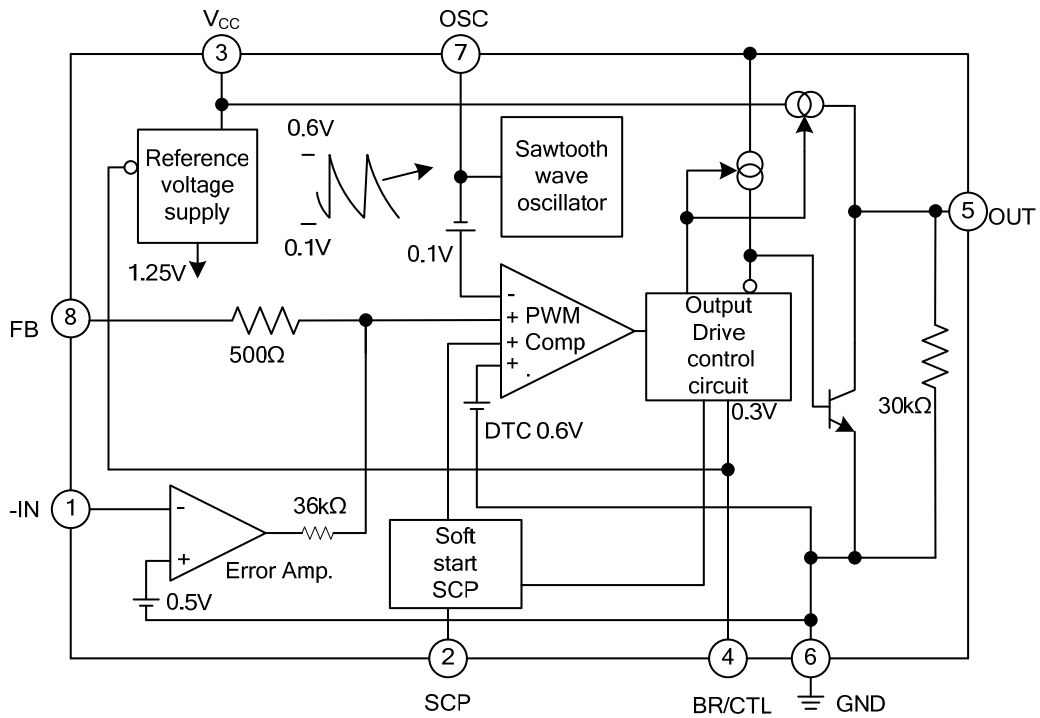 VCC
OSC
3
7
0.6V
0.1V
Reference
voltage
supply
1.25V
Sawtooth
wave
oscillator
0.1V
5
OUT
8
FB
500Ω
-
+
+
+
PWM
Comp
.
Output
Drive
control
circuit
0.3V
30kΩ
DTC 0.6V
1
-IN
-
+
36kΩ
Error Amp.
0.5V
Soft
start
SCP
2
4
6
SCP
BR/CTL
GND